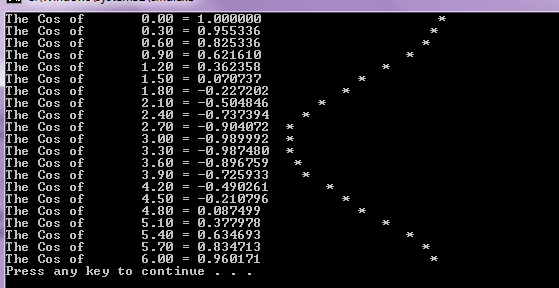 The Cos of 0.00 = 1.000000 *
The Cos of 0.30 = 0.955336 *
The Cos of 0.60 = 0.825336 *
The Cos of 0.90 = 0.621610 *
The Cos of 1.20 = 0.362358 *
The Cos of 1.50 = 0.070737 *
The Cos of 1.80 = -0.227202 *
The Cos of 2.10 = -0.504846 *
The Cos of 2.40 = -0.737394 *
The Cos of 2.70 = -0.904072 *
The Cos of 3.00 = -0.989992 *
The Cos of 3.30 = -0.987480 *
The Cos of 3.60 = -0.896759 *
The Cos of 3.90 = -0.725933 *
The Cos of 4.20 = -0.490261 *
The Cos of 4.50 = -0.210796 *
The Cos of 4.80 = 0.087499 *
The Cos of 5.10 = 0.377978 *
The Cos of 5.40 = 0.634693 *
The Cos of 5.70 = 0.834713 *
The Cos of 6.00 = 0.960171 *
Press any key to continue . . .